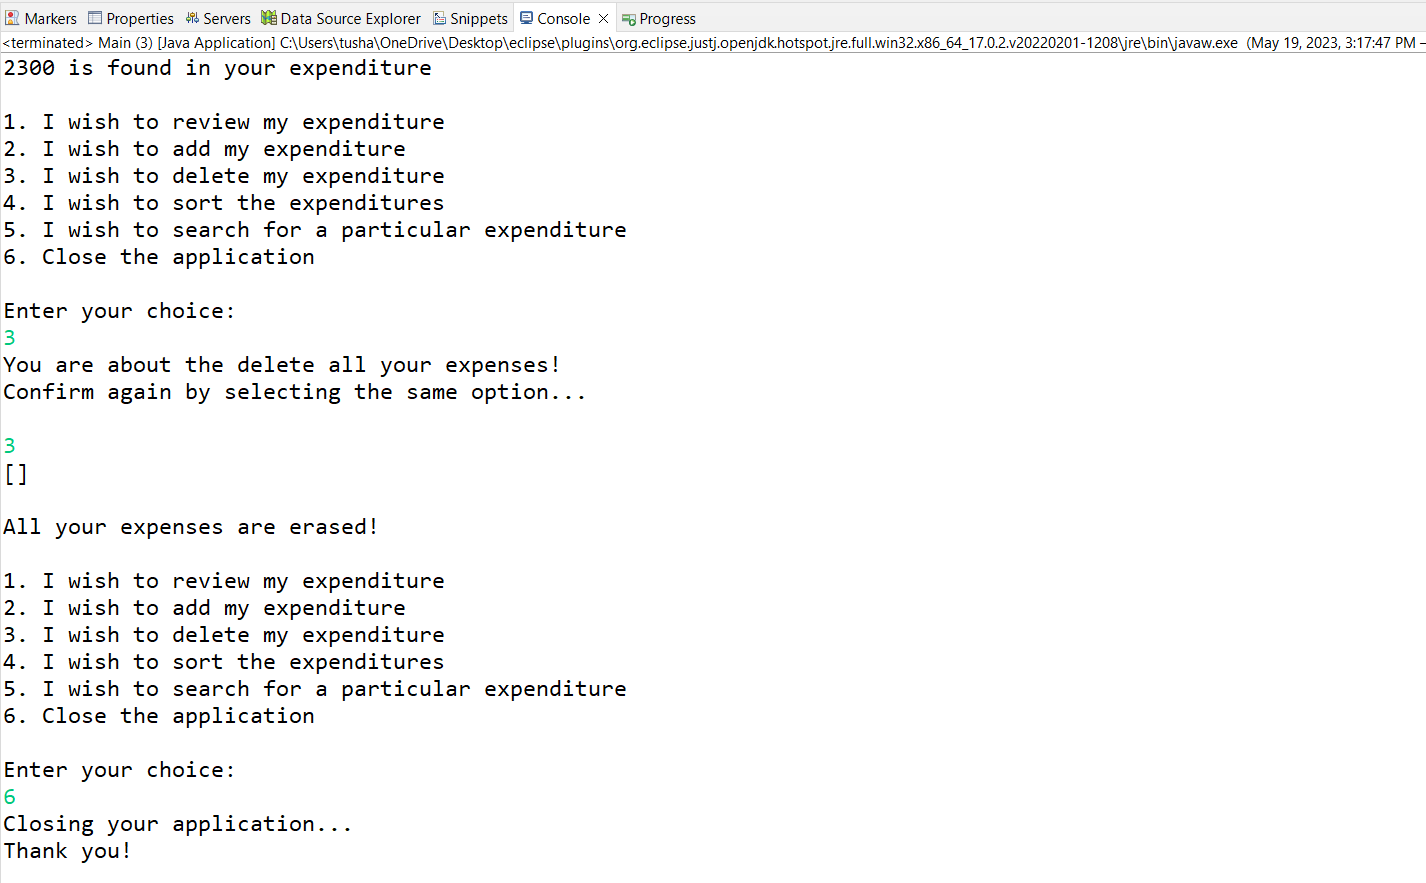 Markers Properties Servers Data Source Explorer Snippets Console Progress
<terminated> Main (3) [Java Application] C:\Users\tusha\OneDrive\Desktop\eclipse\plugins\org.eclipse.justj.openjdk.hotspot.jre.full.win32.x86_64_17.0.2.v20220201-1208\jre\bin\javaw.exe (May 19, 2023, 3:17:47 PM –
2300 is found in your expenditure
1. I wish to review my expenditure
2. I wish to add my expenditure
3. I wish to delete my expenditure
4. I wish to sort the expenditures
5. I wish to search for a particular expenditure
6. Close the application
Enter your choice:
3
You are about the delete all your expenses!
Confirm again by selecting the same option...
3
[]
All your expenses are erased!
1. I wish to review my expenditure
2. I wish to add my expenditure
3. I wish to delete my expenditure
4. I wish to sort the expenditures
5. I wish to search for a particular expenditure
6. Close the application
Enter your choice:
6
Closing your application...
Thank you!